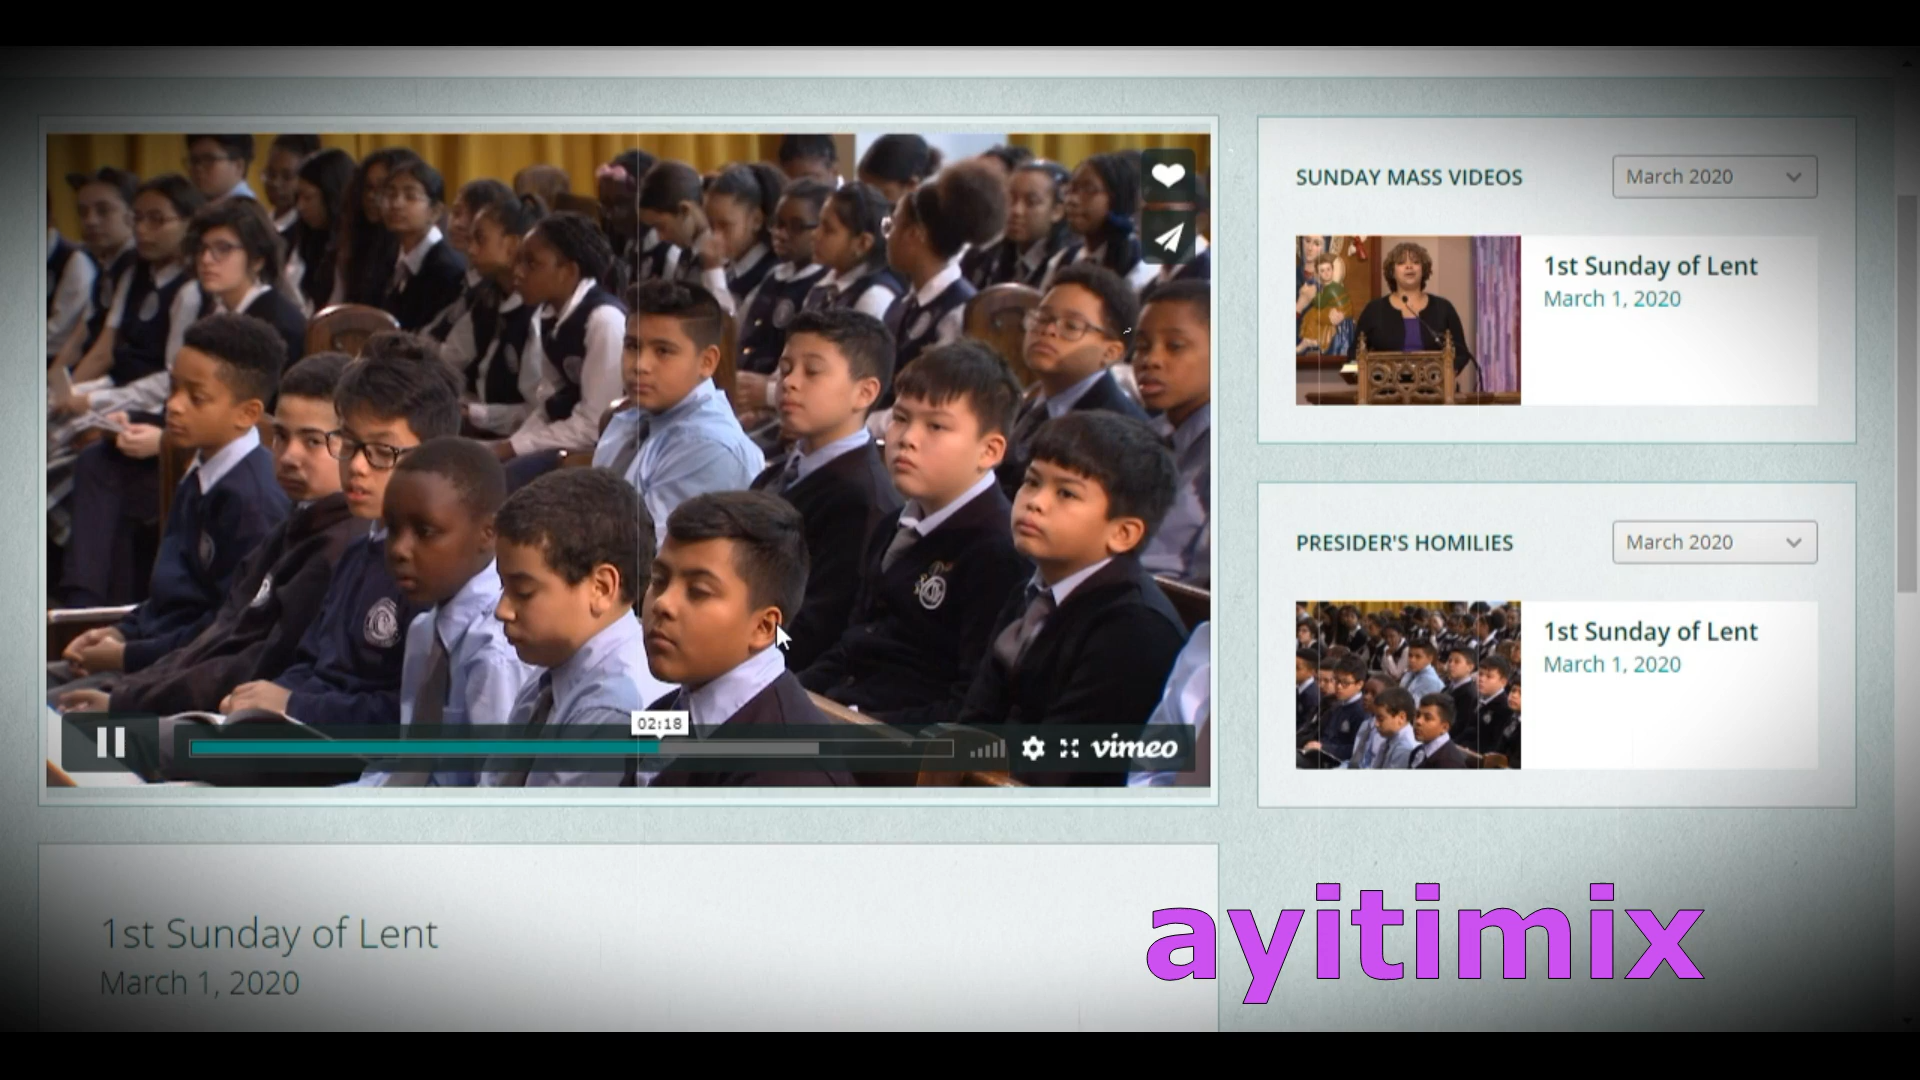 SUNDAY MASS VIDEOS
March 2020
1st Sunday of Lent
March 1, 2020
PRESIDER'S HOMILIES
March 2020
1st Sunday of Lent
March 1, 2020
02:18
vimeo
1st Sunday of Lent
March 1, 2020
ayitimix